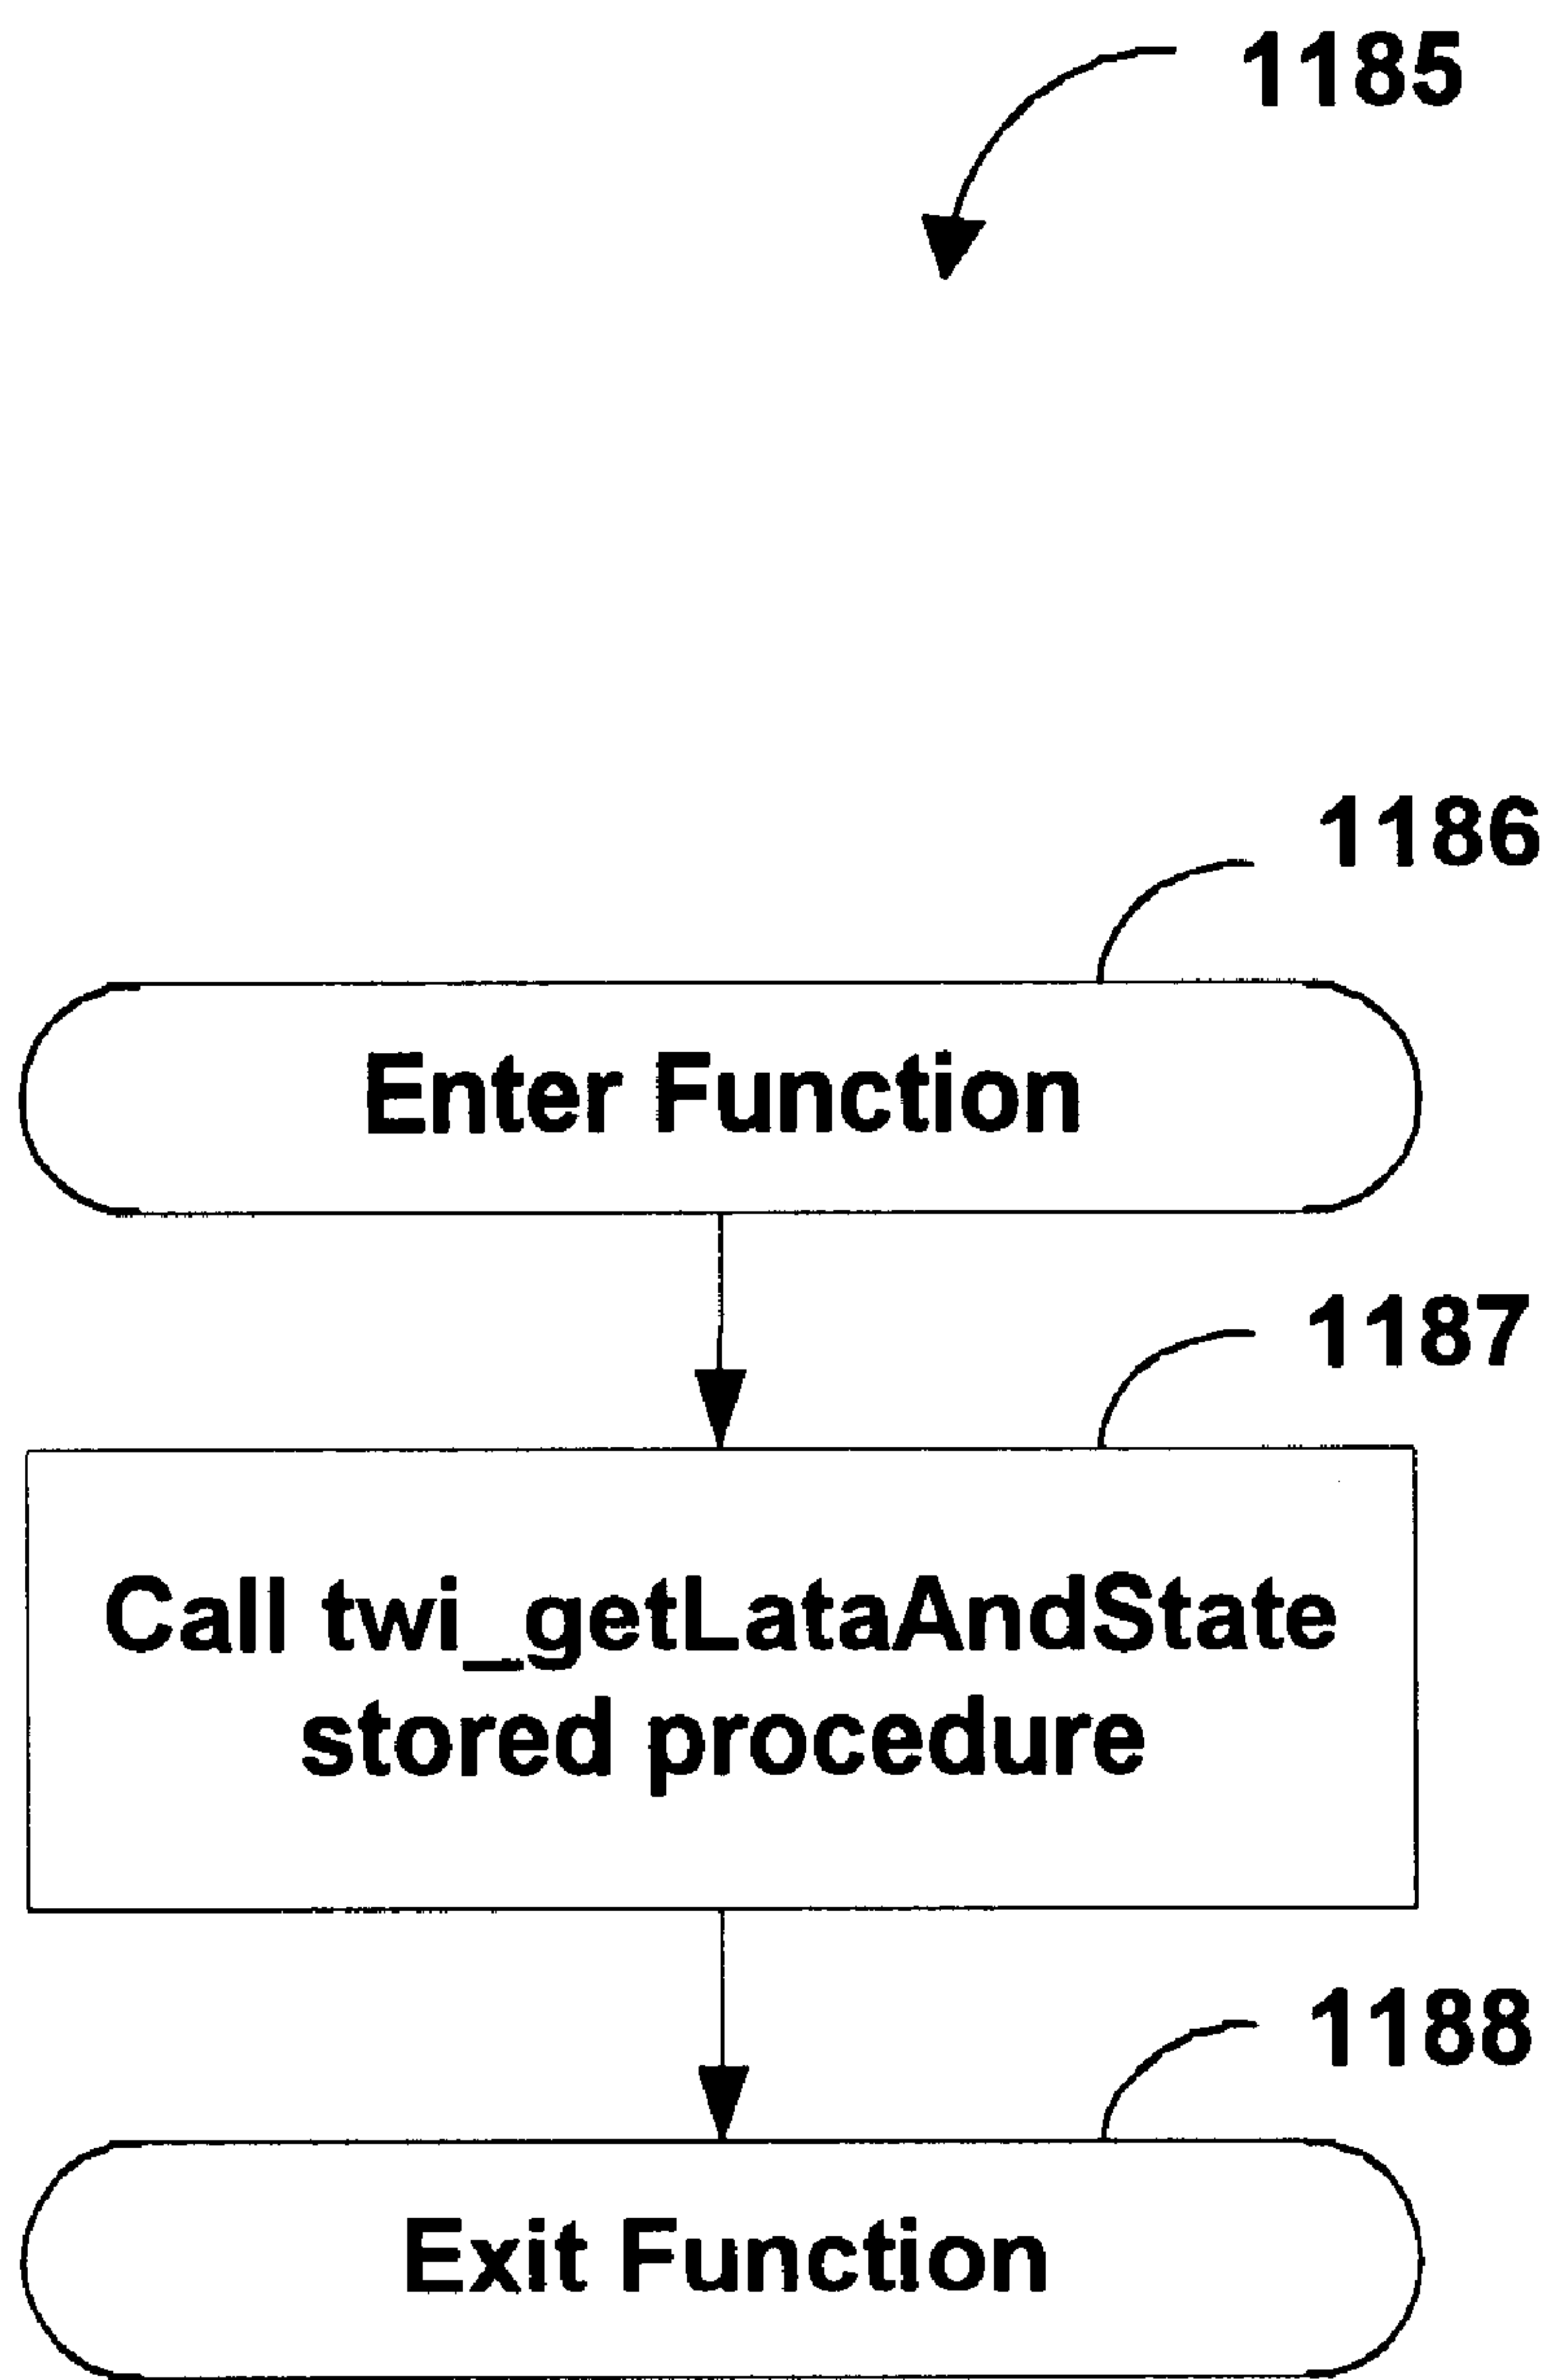 1185
1186
Enter Function
1187
Call twi_getLataAndState
stored procedure
1188
Exit Function